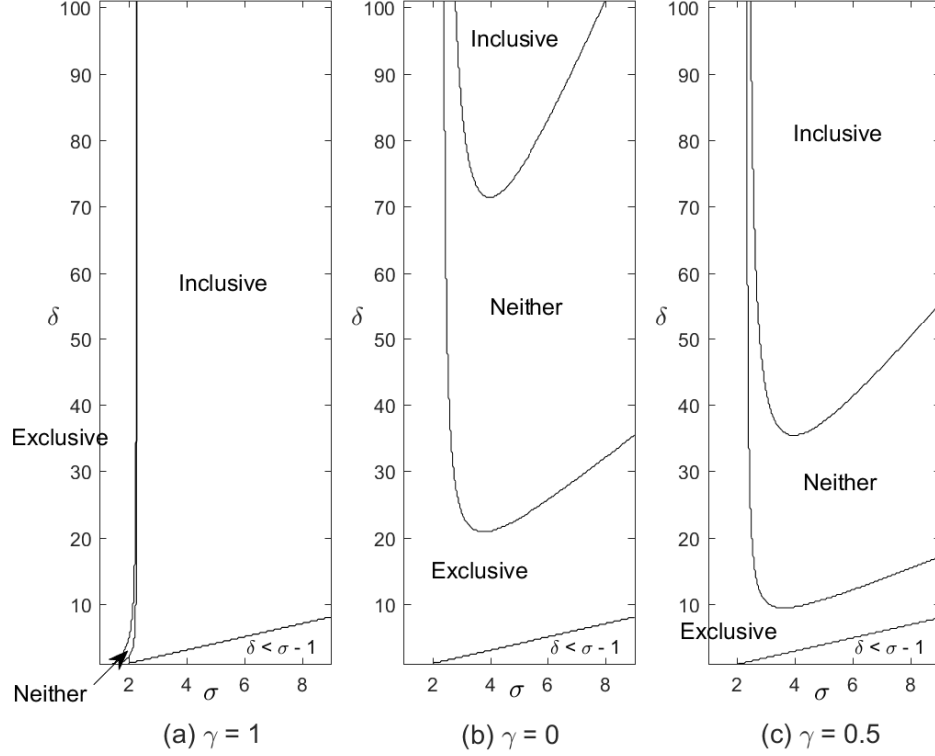 100
90
80
70
60
50
40
30
20
10
δ
Inclusive
Exclusive
Neither
δ < σ - 1
2
4
6
8
σ
(a) γ = 1
100
90
80
70
60
50
40
30
20
10
δ
Inclusive
Neither
Exclusive
δ < σ - 1
2
4
6
8
σ
(b) γ = 0
100
90
80
70
60
50
40
30
20
10
δ
Inclusive
Neither
Exclusive
δ < σ - 1
2
4
6
8
σ
(c) γ = 0.5